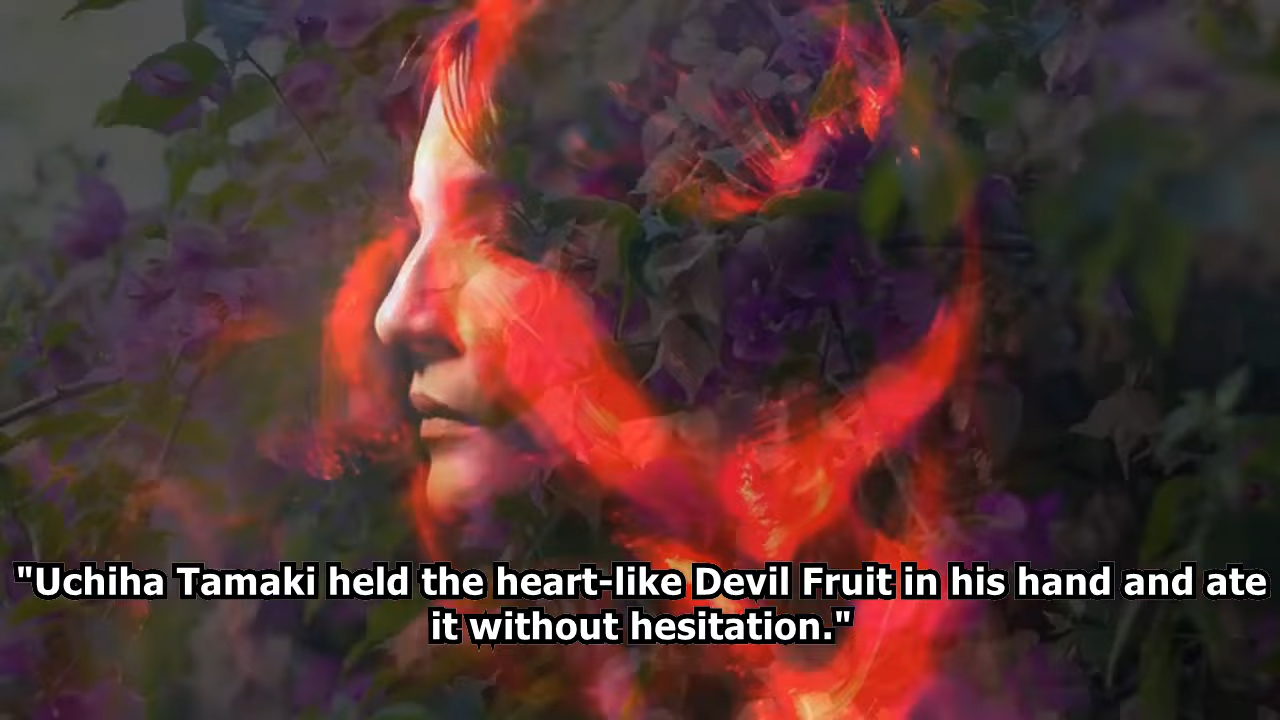 "Uchiha Tamaki held the heart-like Devil Fruit in his hand and ate
it without hesitation."